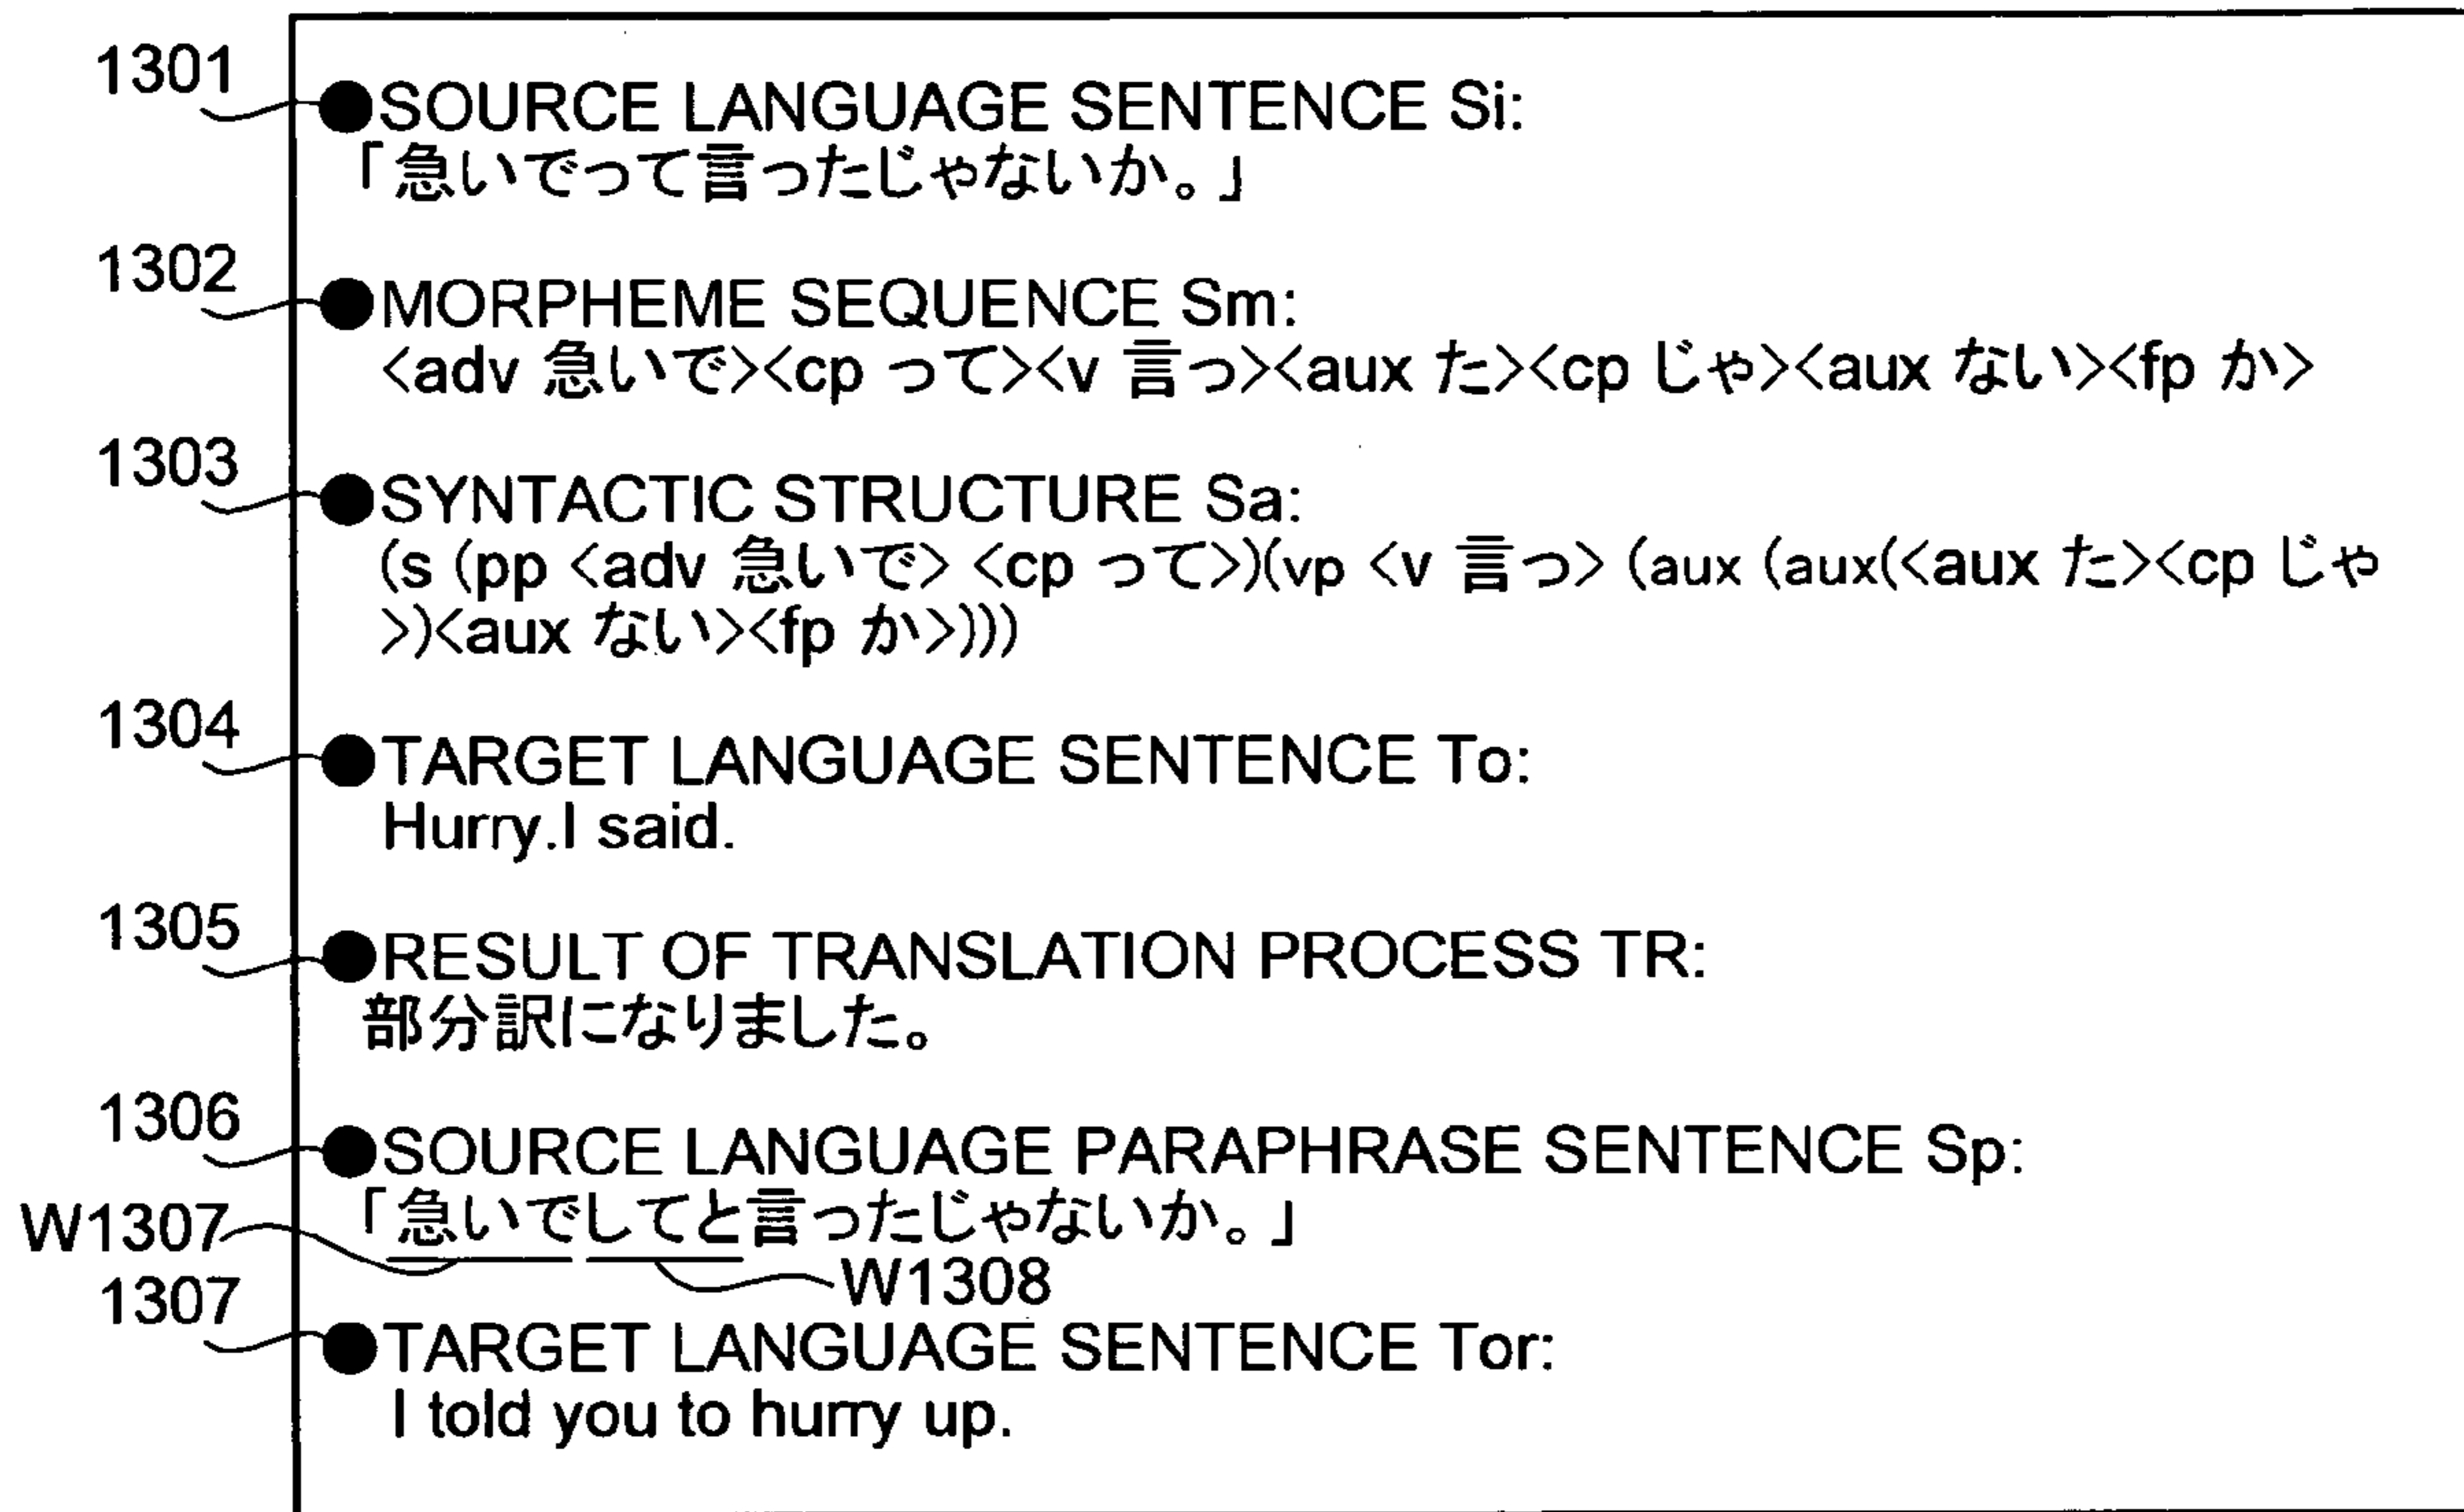 1301
●SOURCE LANGUAGE SENTENCE Si:
「急いでって言ったじゃないか。」
1302
●MORPHEME SEQUENCE Sm:
<adv 急いで><cp って><v 言っ><aux た><cp じゃ><aux ない><fp か>
1303
●SYNTACTIC STRUCTURE Sa:
(s (pp <adv 急いで> <cp って>)(vp <v 言っ> (aux (aux(<aux た><cp じゃ
>)<aux ない><fp か>))))
1304
●TARGET LANGUAGE SENTENCE To:
Hurry.I said.
1305
●RESULT OF TRANSLATION PROCESS TR:
部分訳になりました。
1306
●SOURCE LANGUAGE PARAPHRASE SENTENCE Sp:
「急いでしてと言ったじゃないか。」
W1307
W1308
1307
●TARGET LANGUAGE SENTENCE Tor:
I told you to hurry up.